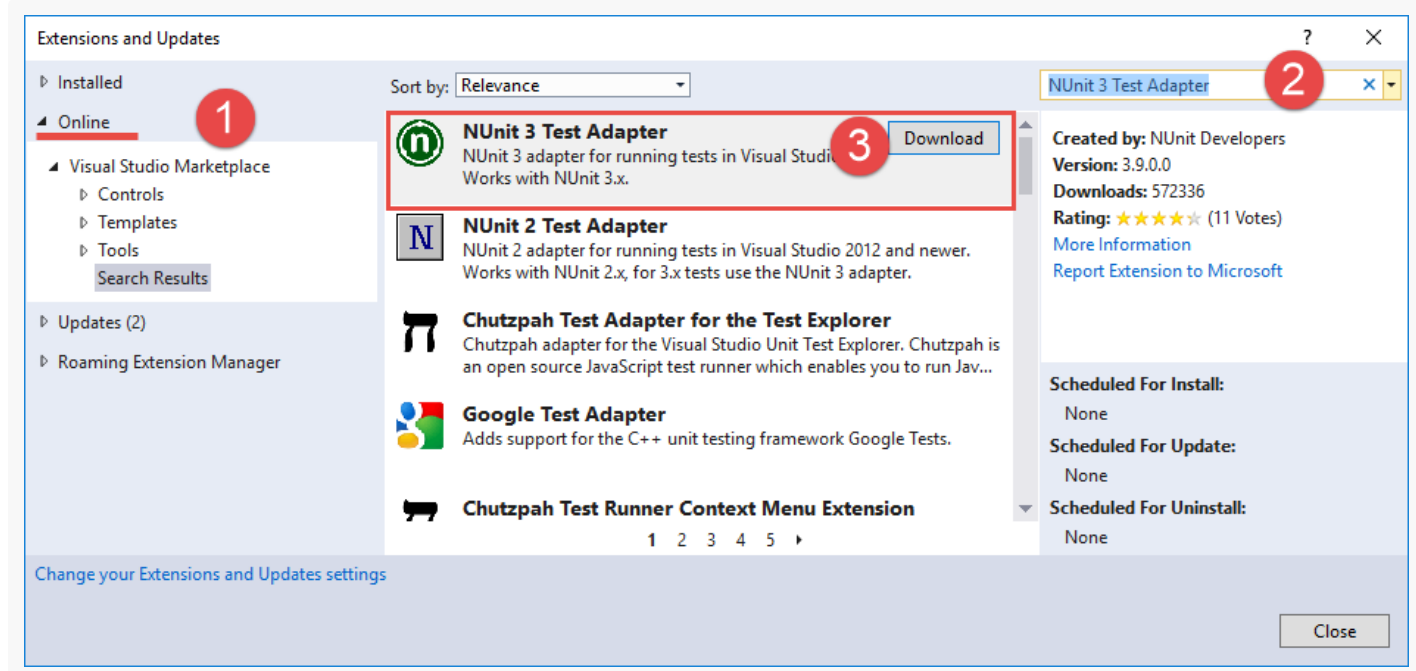 Extensions and Updates
?
Installed
Online
1
Visual Studio Marketplace
Controls
Templates
Tools
Search Results
Updates (2)
Roaming Extension Manager
Sort by: Relevance
NUnit 3 Test Adapter
2
NUnit 3 Test Adapter
3
Download
NUnit 3 adapter for running tests in Visual Studi
Works with NUnit 3.x.
N
NUnit 2 Test Adapter
NUnit 2 adapter for running tests in Visual Studio 2012 and newer.
Works with NUnit 2.x, for 3.x tests use the NUnit 3 adapter.
ח
Chutzpah Test Adapter for the Test Explorer
Chutzpah adapter for the Visual Studio Unit Test Explorer. Chutzpah is
an open source JavaScript test runner which enables you to run Jav...
Google Test Adapter
Adds support for the C++ unit testing framework Google Tests.
Chutzpah Test Runner Context Menu Extension
1 2 3 4 5
Created by: NUnit Developers
Version: 3.9.0.0
Downloads: 572336
Rating: ★★★★☆ (11 Votes)
More Information
Report Extension to Microsoft
Scheduled For Install:
None
Scheduled For Update:
None
Scheduled For Uninstall:
None
Change your Extensions and Updates settings
Close